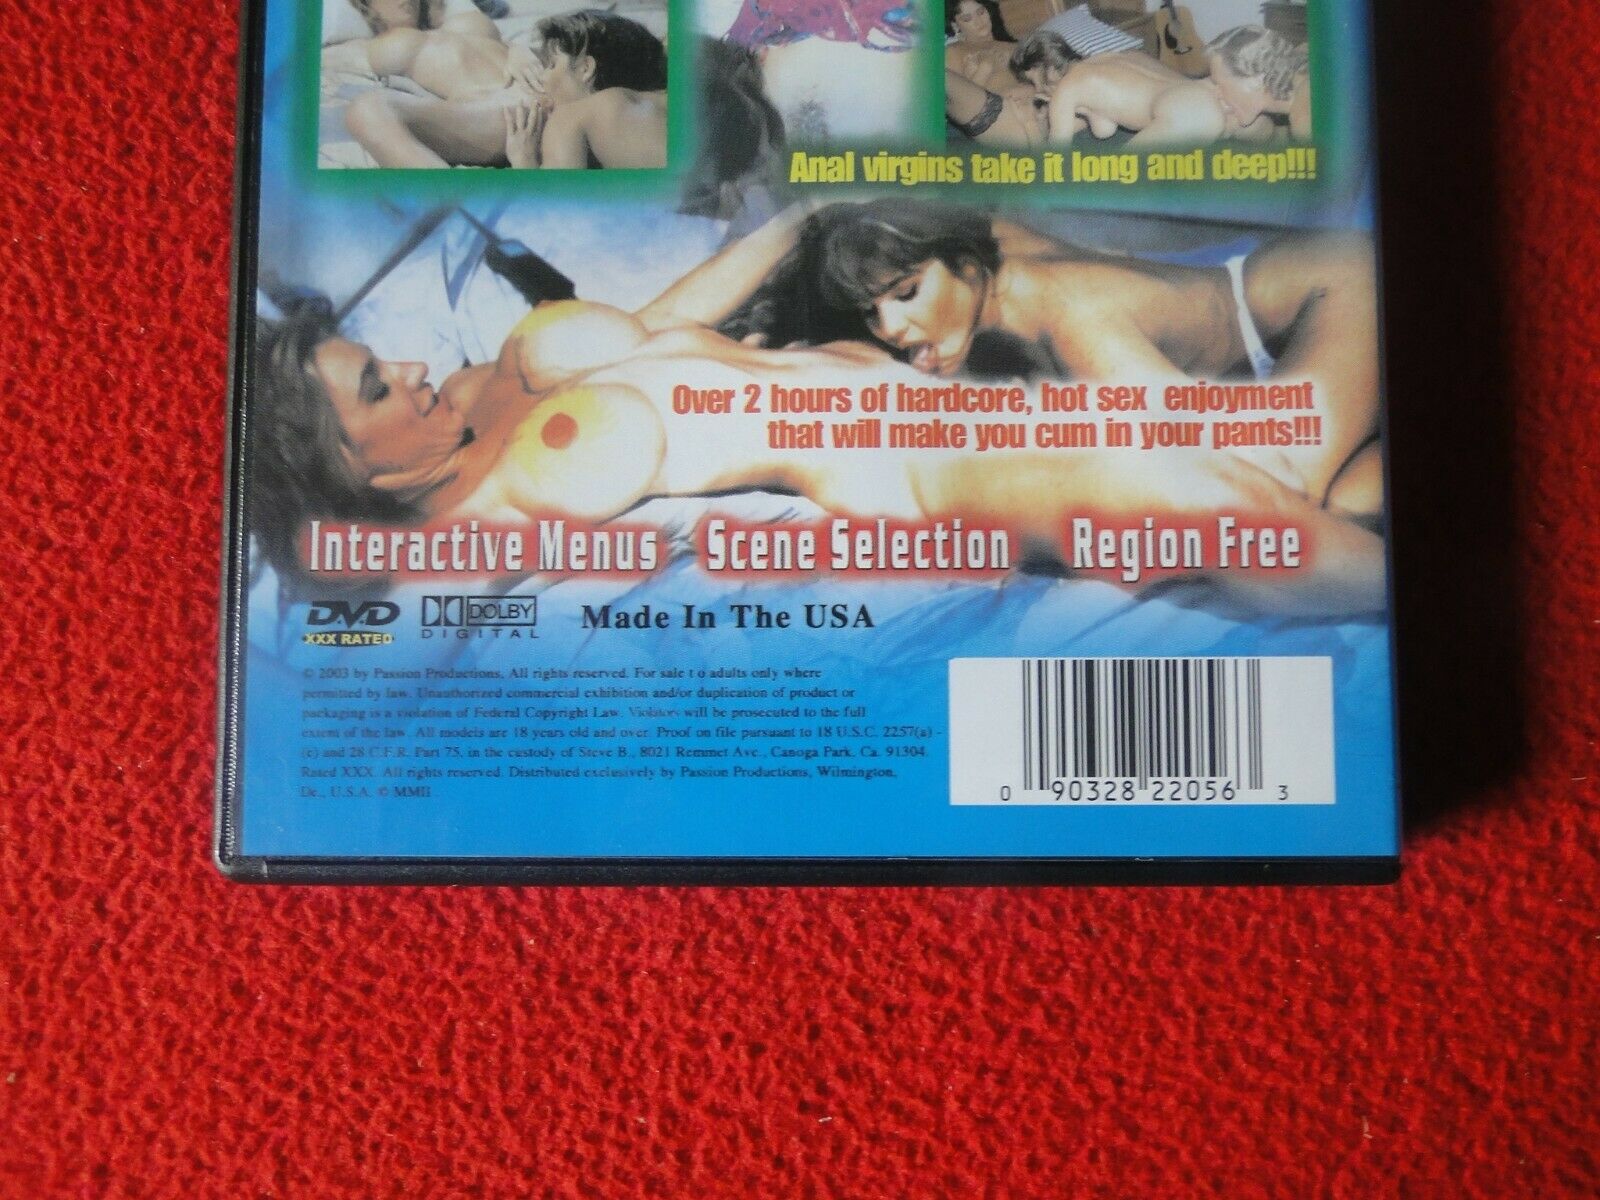 Anal virgins take it long and deep!!!
Over 2 hours of hardcore, hot sex enjoyment
that will make you cum in your pants!!!
Interactive Menus Scene Selection Region Free
DVD
XXX RATED
DOLBY
DIGITAL
Made In The USA
© 2003 by Passion Productions. All rights reserved. For sale t o adults only where
permitted by law. Unauthorized commercial exhibition and/or duplication of product or
packaging is a violation of Federal Copyright Law. Violators will be prosecuted to the full
extent of the law. All models are 18 years old and over. Proof on file pursuant to 18 U.S.C. 2257(a) -
(c) and 28 C.F.R. Part 75, in the custody of Steve B., 8021 Remmet Ave., Canoga Park, Ca. 91304.
Rated XXX. All rights reserved. Distributed exclusively by Passion Productions, Wilmington,
De., U.S.A. © MMII .
0 90328 22056 3